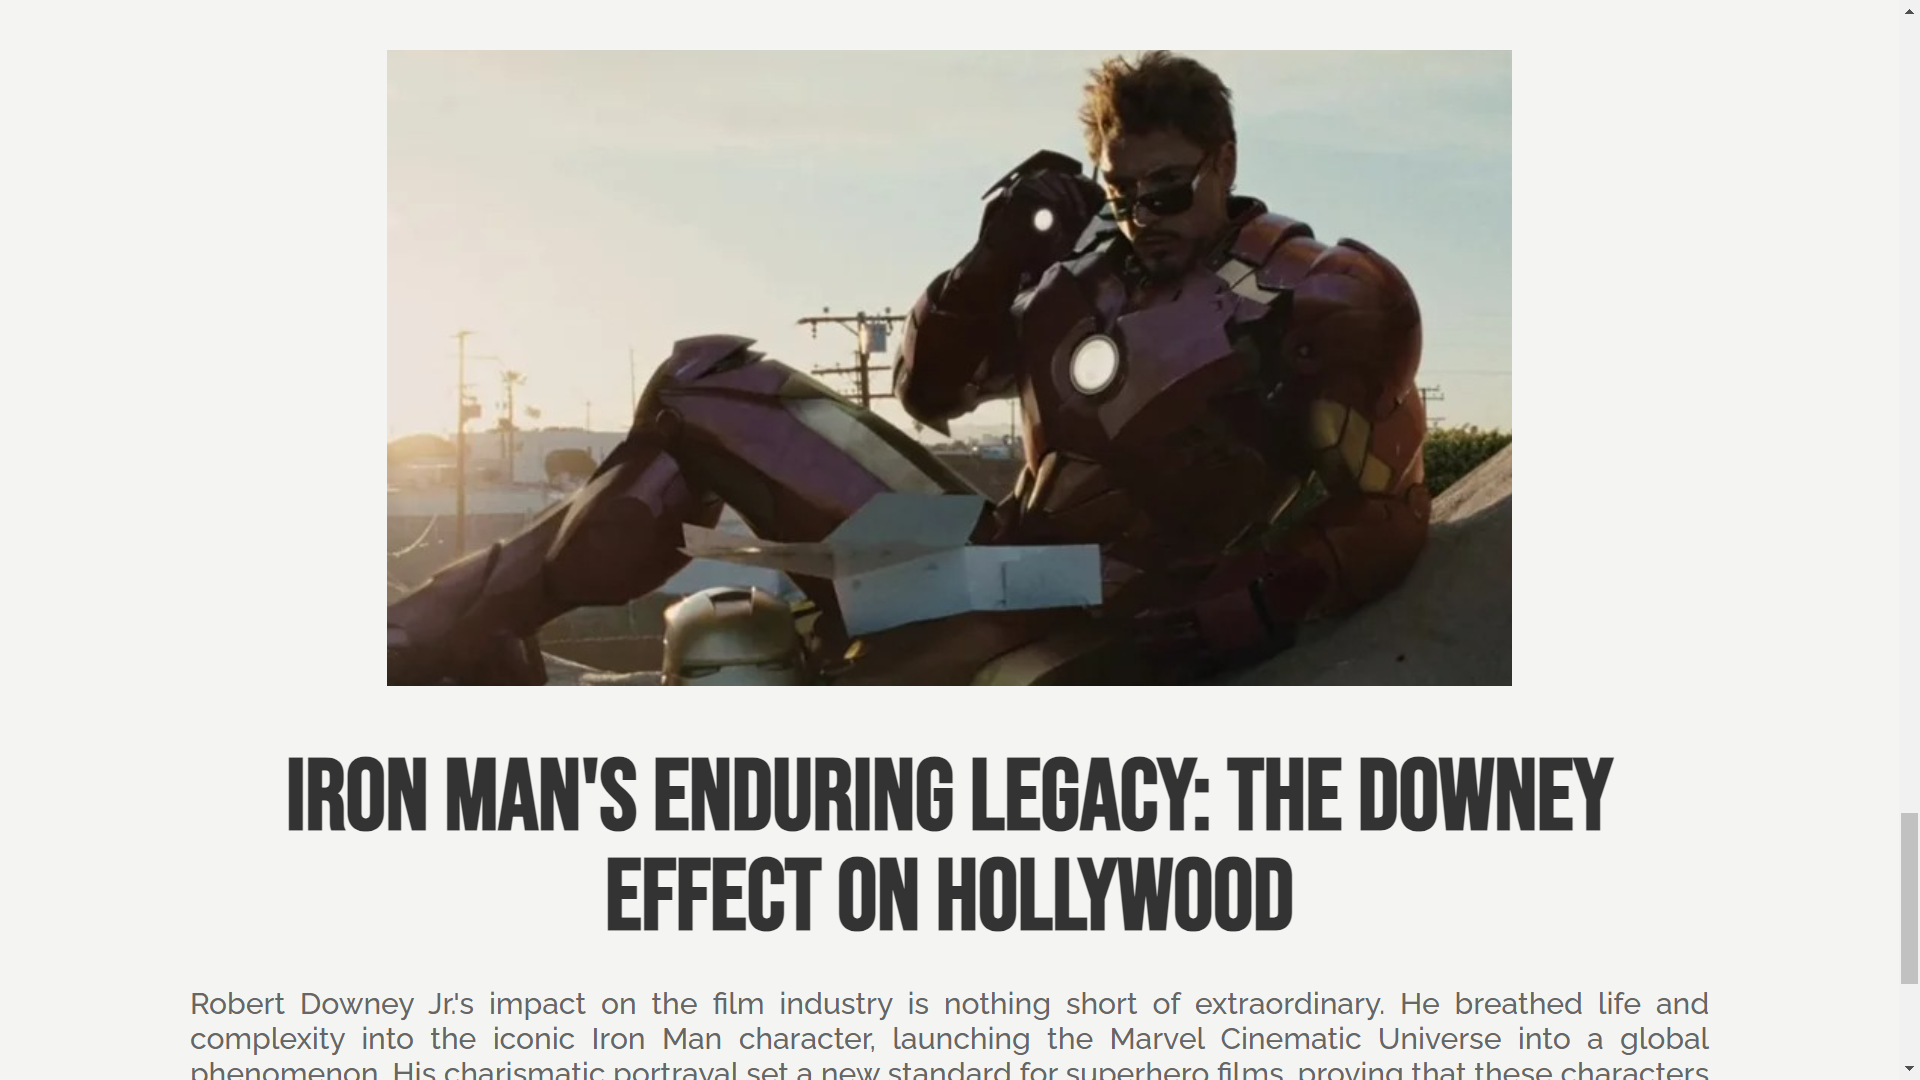 IRON MAN'S ENDURING LEGACY: THE DOWNEY
EFFECT ON HOLLYWOOD
Robert Downey Jr.'s impact on the film industry is nothing short of extraordinary. He breathed life and
complexity into the iconic Iron Man character, launching the Marvel Cinematic Universe into a global
phenomenon. His charismatic portrayal set a new standard for superhero films, proving that these characters